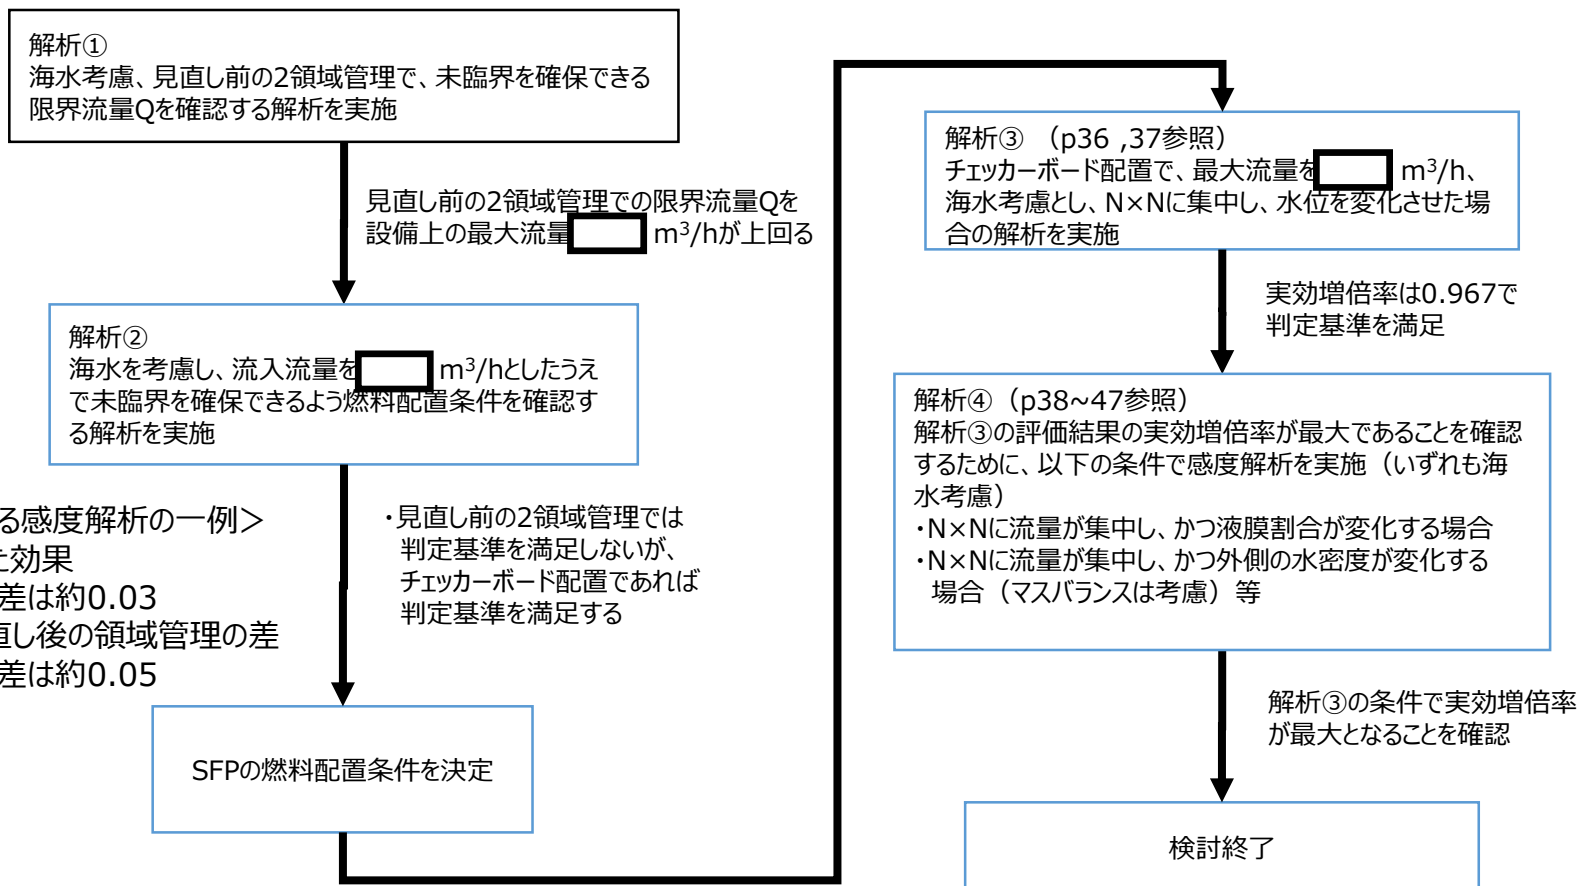 解析①
海水考慮、見直し前の2領域管理で、未臨界を確保できる
限界流量Qを確認する解析を実施
見直し前の2領域管理での限界流量Qを
設備上の最大流量 m³/hが上回る
解析②
海水を考慮し、流入流量を m³/hとしたうえ
で未臨界を確保できるよう燃料配置条件を確認す
る解析を実施
る感度解析の一例>
た効果
差は約0.03
直し後の領域管理の差
差は約0.05
・見直し前の2領域管理では
判定基準を満足しないが、
チェッカーボード配置であれば
判定基準を満足する
SFPの燃料配置条件を決定
解析③ (p36 ,37参照)
チェッカーボード配置で、最大流量を m³/h、
海水考慮とし、N×Nに集中し、水位を変化させた場
合の解析を実施
実効増倍率は0.967で
判定基準を満足
解析④(p38~47参照)
解析③の評価結果の実効増倍率が最大であることを確認
するために、以下の条件で感度解析を実施(いずれも海
水考慮)
・N×Nに流量が集中し、かつ液膜割合が変化する場合
・N×Nに流量が集中し、かつ外側の水密度が変化する
場合(マスバランスは考慮)等
解析③の条件で実効増倍率
が最大となることを確認
検討終了